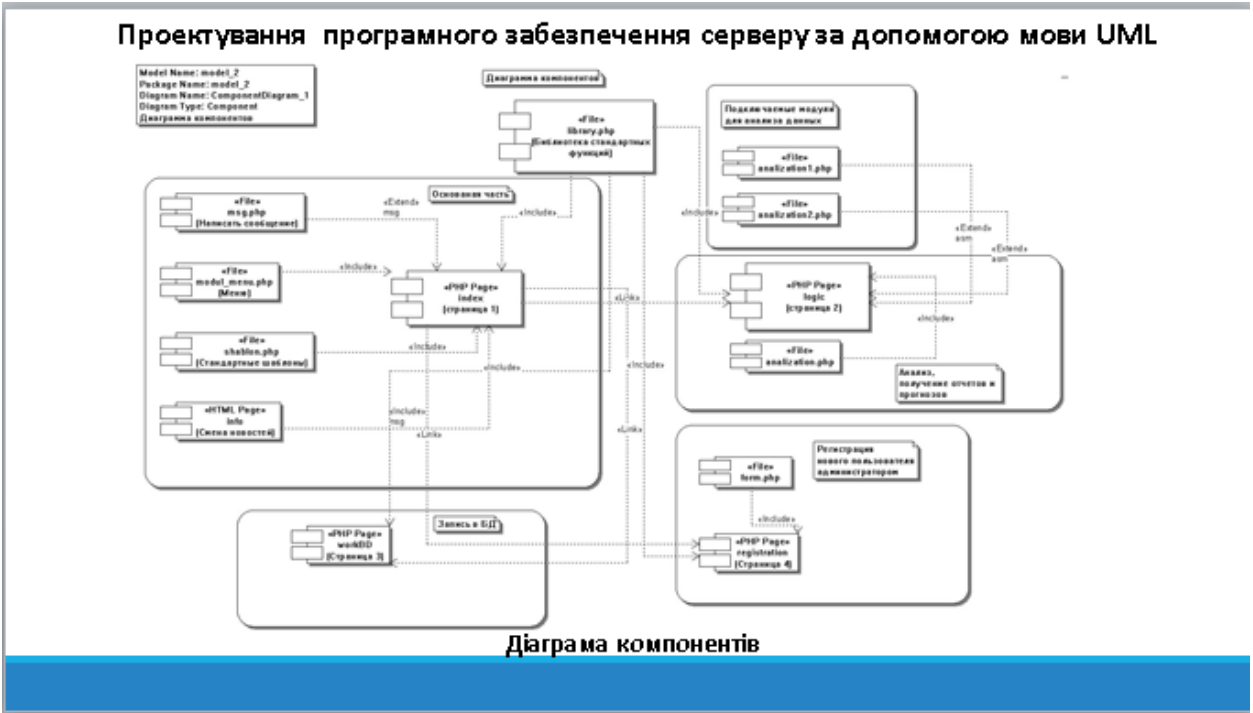 Проектування програмного забезпечення серверу за допомогою мови UML
Model Name: model_2
Package Name: model_2
Diagram Name: ComponentDiagram_1
Diagram Type: Component
Диаграмма компонентов
Диаграмма компонентов
«File»
library.php
(Библиотека стандартных
функций)
Подключаемые модули
для анализа данных
«File»
analization1.php
«File»
analization2.php
Основаная часть
«File»
msg.php
(Написать сообщение)
«Extend»
msg
«Include»
«Include»
«Extend»
asm
«Extend»
asm
«File»
modul_menu.php
(Меню)
«Include»
«PHP Page»
index
(страница 1)
«Link»
«PHP Page»
logic
(страница 2)
«Include»
«File»
shablon.php
(Стандартные шаблоны)
«Include»
«Include»
«File»
analization.php
Анализ,
получение отчетов и
прогнозов
«HTML Page»
info
(Смена новостей)
«Include»
msg
«Link»
«Link»
Регистрация
нового пользователя
администратором
«File»
form.php
«Include»
Запись в БД
«PHP Page»
workBD
(Страница 3)
«PHP Page»
registration
(Страница 4)
Діаграма компонентів